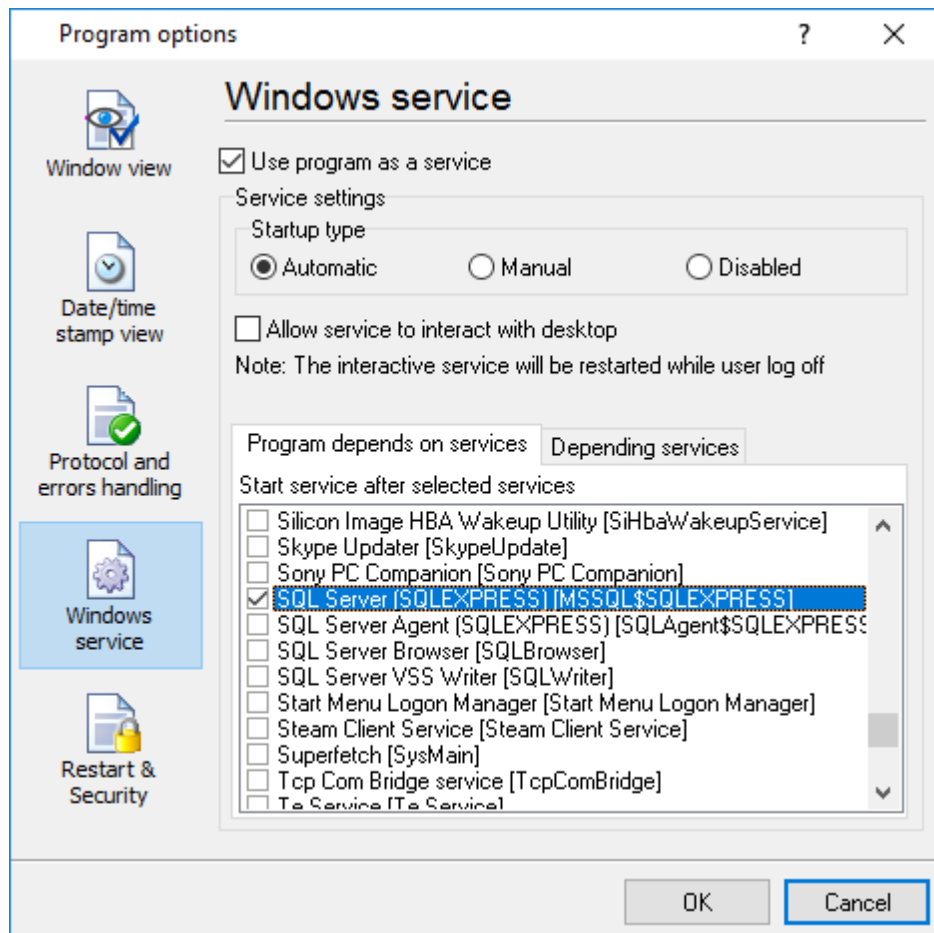 Program options
?
Window view
Date/time
stamp view
Protocol and
errors handling
Windows
service
Restart &
Security
Windows service
Use program as a service
Service settings
Startup type
Automatic
Manual
Disabled
Allow service to interact with desktop
Note: The interactive service will be restarted while user log off
Program depends on services
Depending services
Start service after selected services
Silicon Image HBA Wakeup Utility [SiHbaWakeupService]
Skype Updater [SkypeUpdate]
Sony PC Companion [Sony PC Companion]
SQL Server (SQLEXPRESS) [MSSQL$SQLEXPRESS]
SQL Server Agent (SQLEXPRESS) [SQLAgent$SQLEXPRESS
SQL Server Browser [SQLBrowser]
SQL Server VSS Writer [SQLWriter]
Start Menu Logon Manager [Start Menu Logon Manager]
Steam Client Service [Steam Client Service]
Superfetch [SysMain]
Tcp Com Bridge service [TcpComBridge]
Te Service [Te Service]
OK
Cancel